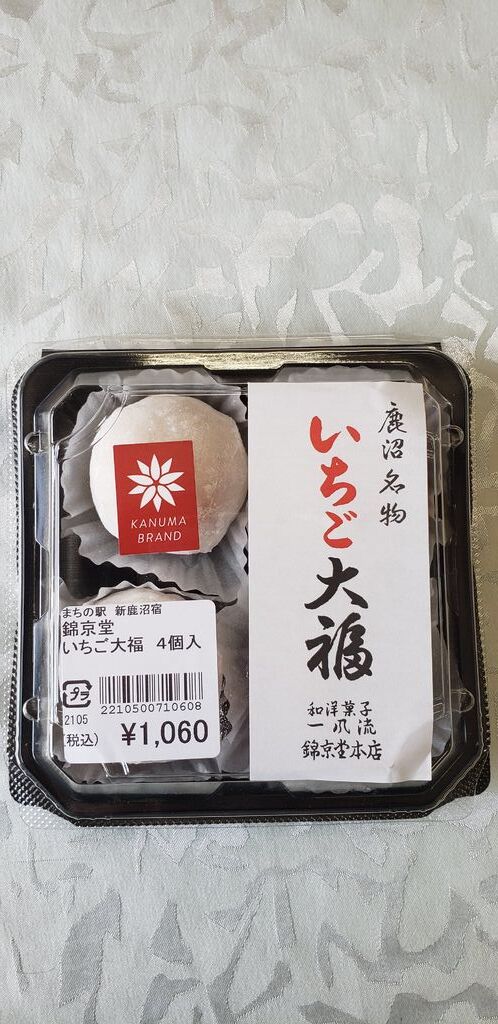 鹿沼名物
いちご大福
和洋菓子
一風流
錦京堂本店
KANUMA
BRAND
まちの駅 新鹿沼宿
錦京堂
いちご大福 4個入
プラ
2210500710608
2105
(税込) ¥1,060